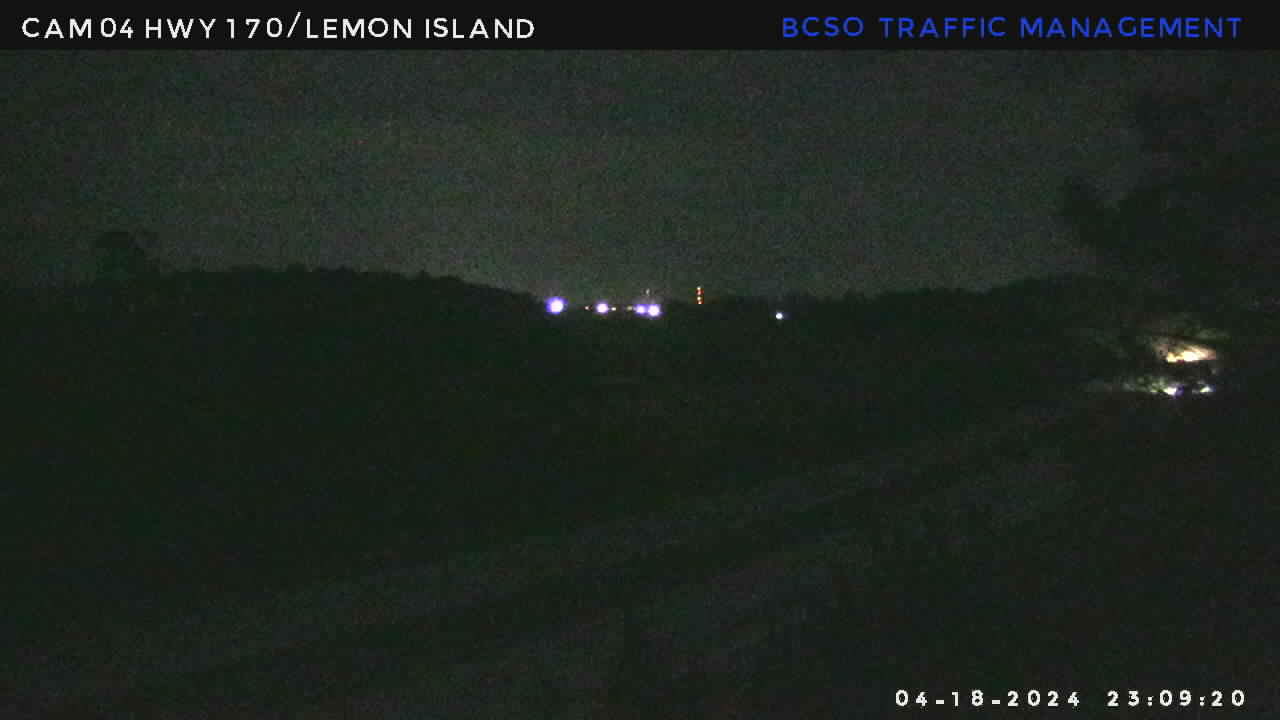 CAM04 HWY 170/LEMON ISLAND
BCSO TRAFFIC MANAGEMENT
04-18-2024 23:09:20